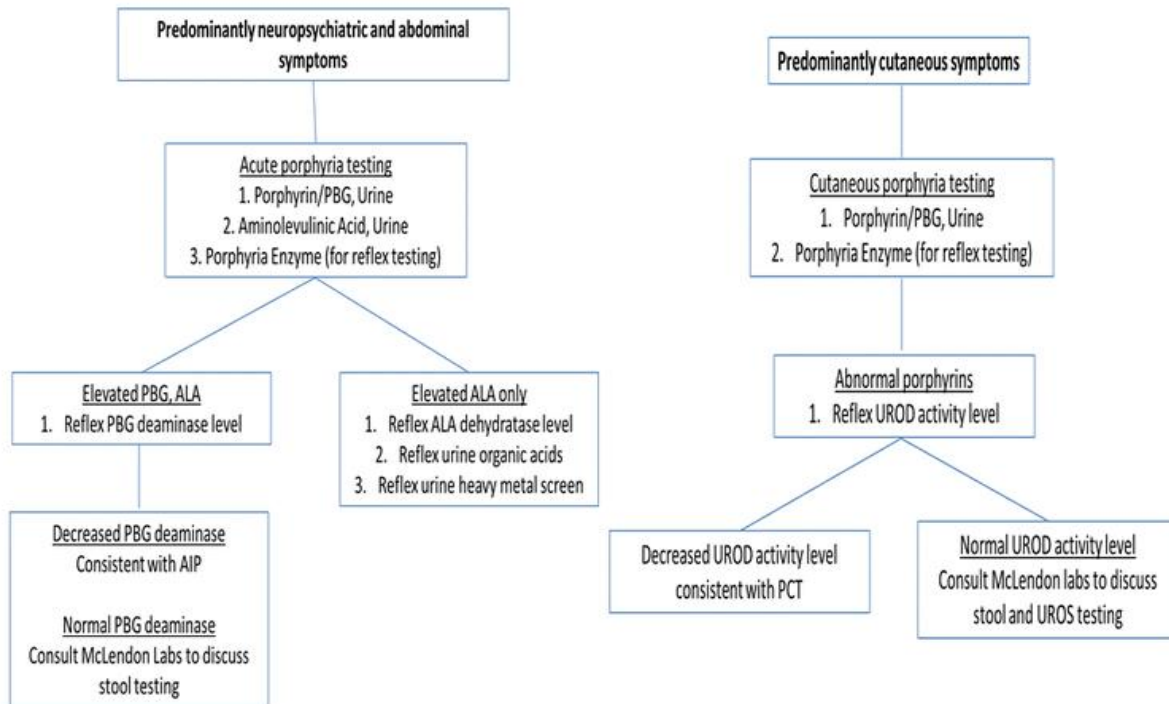 Predominantly neuropsychiatric and abdominal
symptoms
Acute porphyria testing
1. Porphyrin/PBG, Urine
2. Aminolevulinic Acid, Urine
3. Porphyria Enzyme (for reflex testing)
Elevated PBG, ALA
1. Reflex PBG deaminase level
Elevated ALA only
1. Reflex ALA dehydratase level
2. Reflex urine organic acids
3. Reflex urine heavy metal screen
Decreased PBG deaminase
Consistent with AIP
Normal PBG deaminase
Consult McLendon Labs to discuss
stool testing
Predominantly cutaneous symptoms
Cutaneous porphyria testing
1. Porphyrin/PBG, Urine
2. Porphyria Enzyme (for reflex testing)
Abnormal porphyrins
1. Reflex UROD activity level
Decreased UROD activity level
consistent with PCT
Normal UROD activity level
Consult McLendon labs to discuss
stool and UROS testing